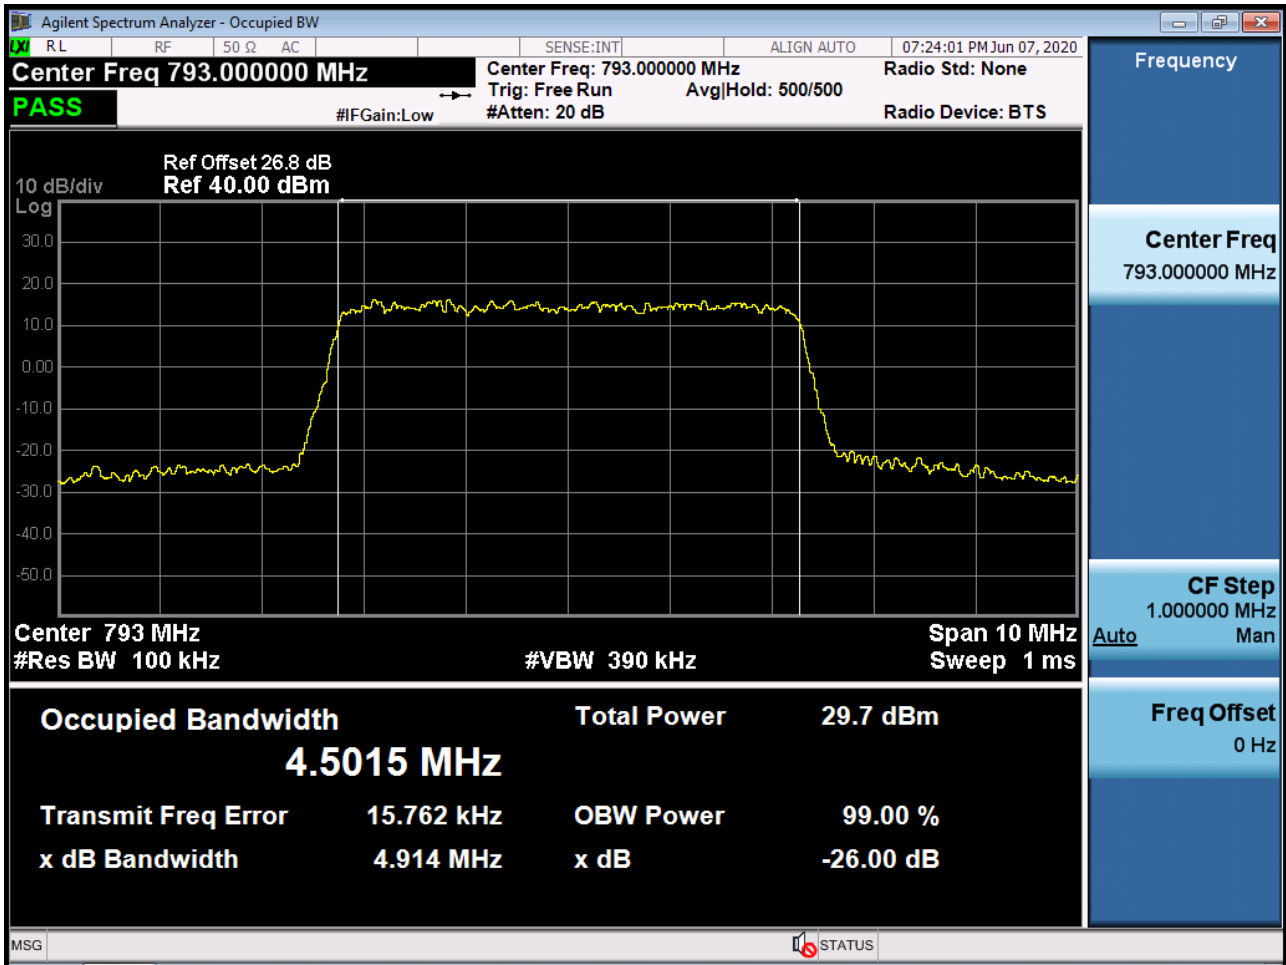 Agilent Spectrum Analyzer - Occupied BW
LXI RL RF 50 Ω AC SENSE:INT ALIGN AUTO 07:24:01 PM Jun 07, 2020
Center Freq 793.000000 MHz
Center Freq: 793.000000 MHz
Radio Std: None
Trig: Free Run
Avg|Hold: 500/500
PASS
#IFGain:Low
#Atten: 20 dB
Radio Device: BTS
Ref Offset 26.8 dB
10 dB/div
Ref 40.00 dBm
Log
30.0
20.0
10.0
0.00
-10.0
-20.0
-30.0
-40.0
-50.0
Center 793 MHz
Span 10 MHz
#Res BW 100 kHz
#VBW 390 kHz
Sweep 1 ms
Occupied Bandwidth
Total Power 29.7 dBm
4.5015 MHz
Transmit Freq Error 15.762 kHz
OBW Power 99.00 %
x dB Bandwidth 4.914 MHz
x dB -26.00 dB
Frequency
Center Freq
793.000000 MHz
CF Step
1.000000 MHz
Auto Man
Freq Offset
0 Hz
MSG
STATUS